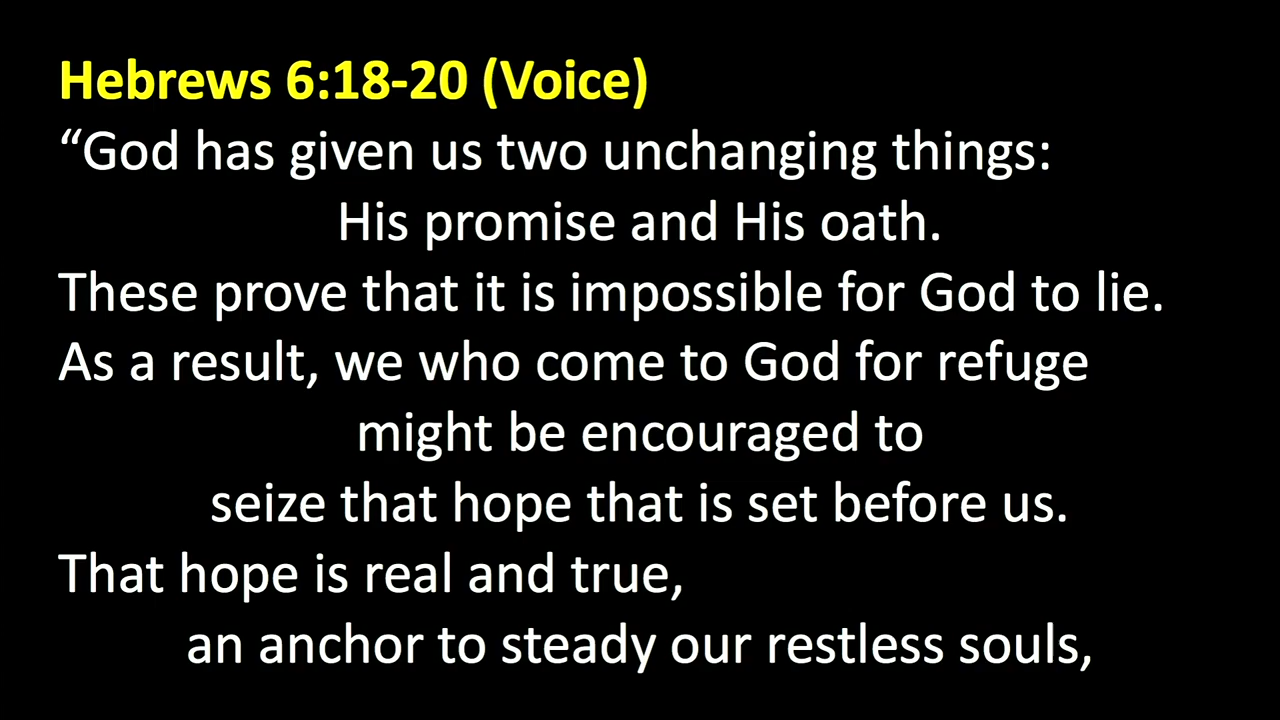 Hebrews 6:18-20 (Voice)
“God has given us two unchanging things:
His promise and His oath.
These prove that it is impossible for God to lie.
As a result, we who come to God for refuge
might be encouraged to
seize that hope that is set before us.
That hope is real and true,
an anchor to steady our restless souls,